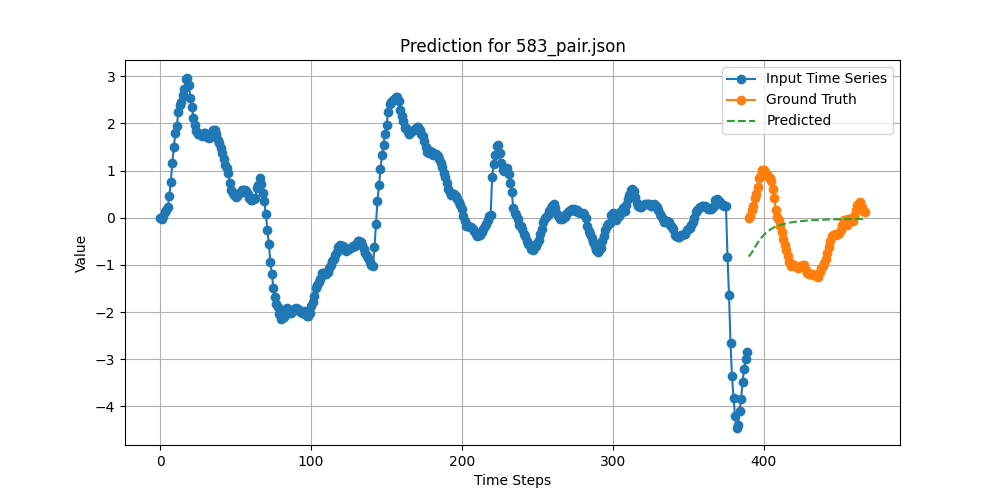 Prediction for 583_pair.json
Input Time Series
Ground Truth
Predicted
Value
3
2
1
0
−1
−2
−3
−4
0
100
200
300
400
Time Steps